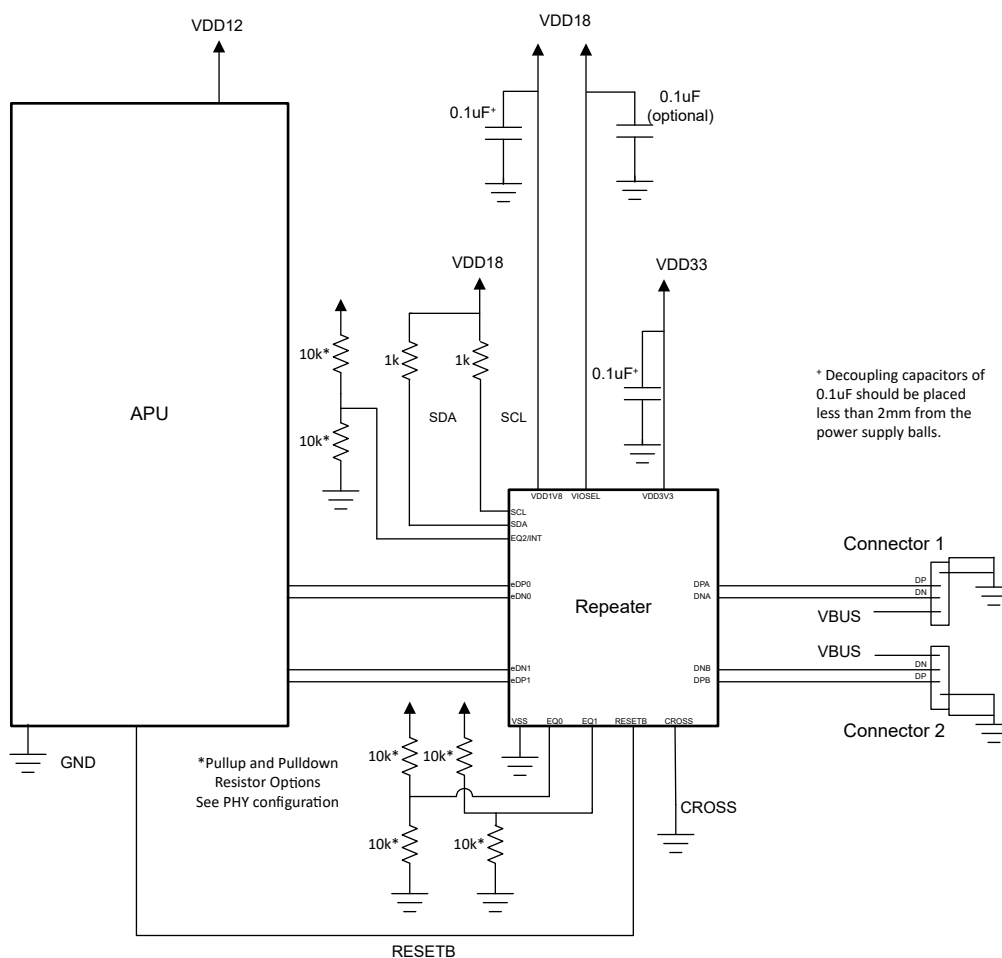 VDD12
VDD18
0.1uF⁺
0.1uF
(optional)
VDD18
VDD33
10k*
1k
1k
0.1uF⁺
⁺ Decoupling capacitors of
0.1uF should be placed
less than 2mm from the
power supply balls.
APU
10k*
SDA
SCL
VDD1V8
VIOSEL
VDD3V3
SCL
SDA
EQ2/INT
Connector 1
eDP0
DPA
DP
eDN0
Repeater
DNA
DN
VBUS
VBUS
eDN1
DNB
DN
eDP1
DPB
DP
VSS
EQ0
EQ1
RESETB
CROSS
Connector 2
GND
*Pullup and Pulldown
Resistor Options
See PHY configuration
10k*
10k*
CROSS
10k*
10k*
RESETB